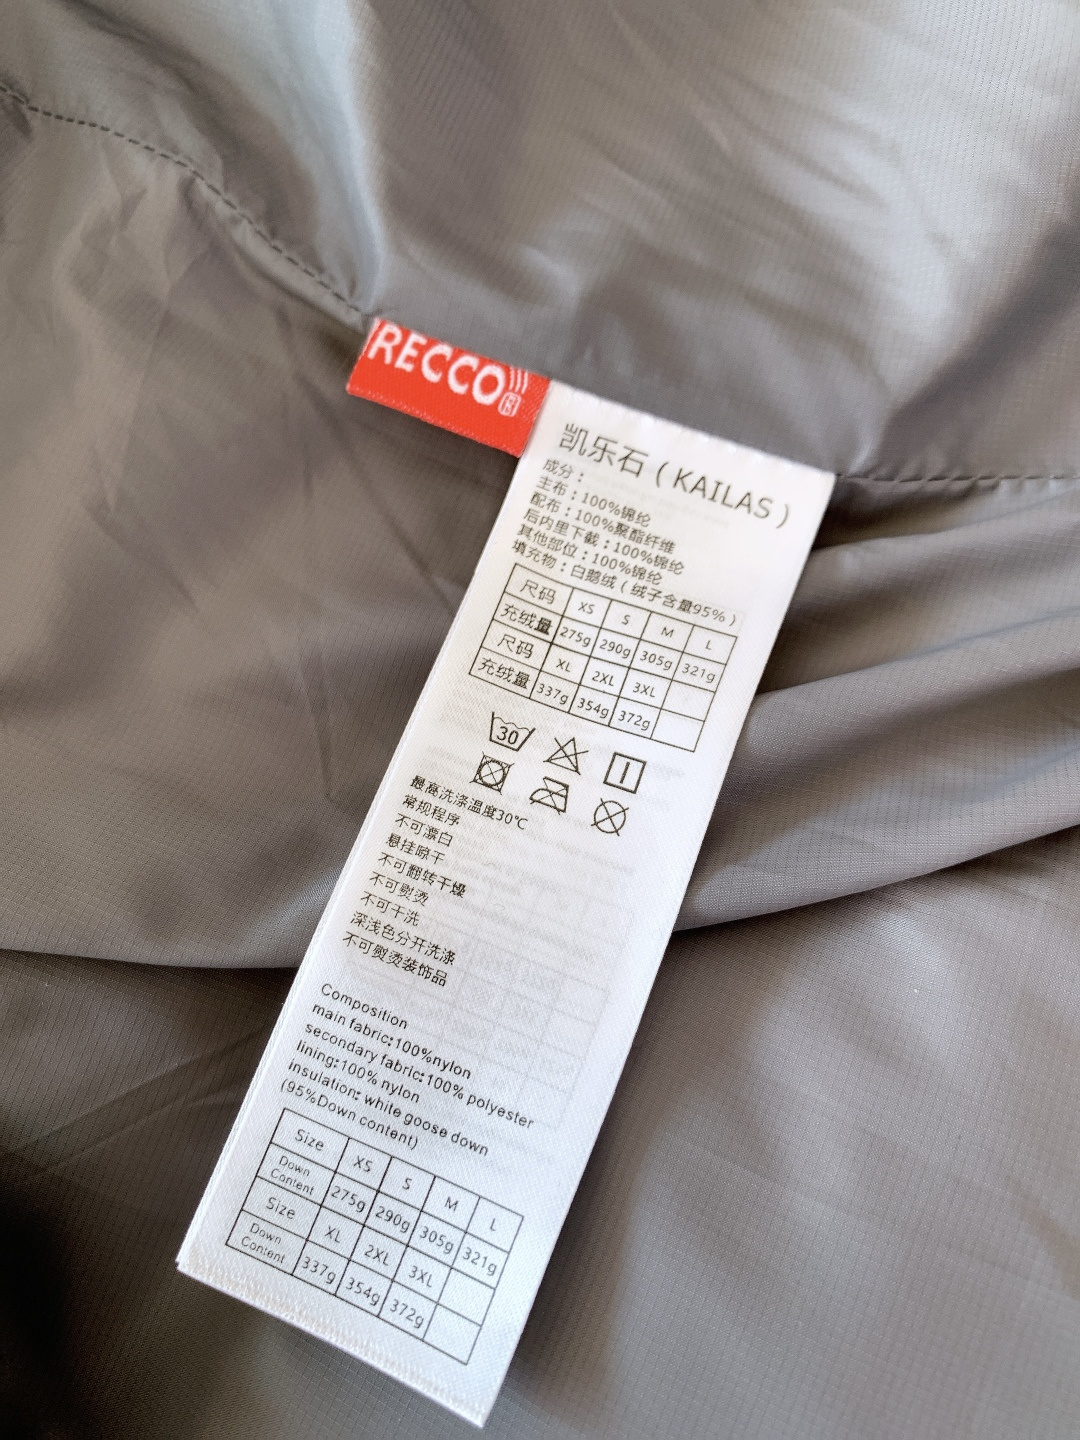 RECCO
凯乐石（KAILAS）
成分：
主布：100%锦纶
配布：100%聚酯纤维
后内里下截：100%锦纶
其他部位：100%锦纶
填充物：白鹅绒（绒子含量95%）
尺码 XS S M L
充绒量 275g 290g 305g 321g
尺码 XL 2XL 3XL
充绒量 337g 354g 372g
30
最高洗涤温度30℃
常规程序
不可漂白
悬挂晾干
不可翻转干燥
不可熨烫
不可干洗
深浅色分开洗涤
不可熨烫装饰品
Composition
main fabric:100%nylon
secondary fabric:100% polyester
lining:100% nylon
insulation: white goose down
(95%Down content)
Size XS S M L
Down Content 275g 290g 305g 321g
Size XL 2XL 3XL
Down Content 337g 354g 372g